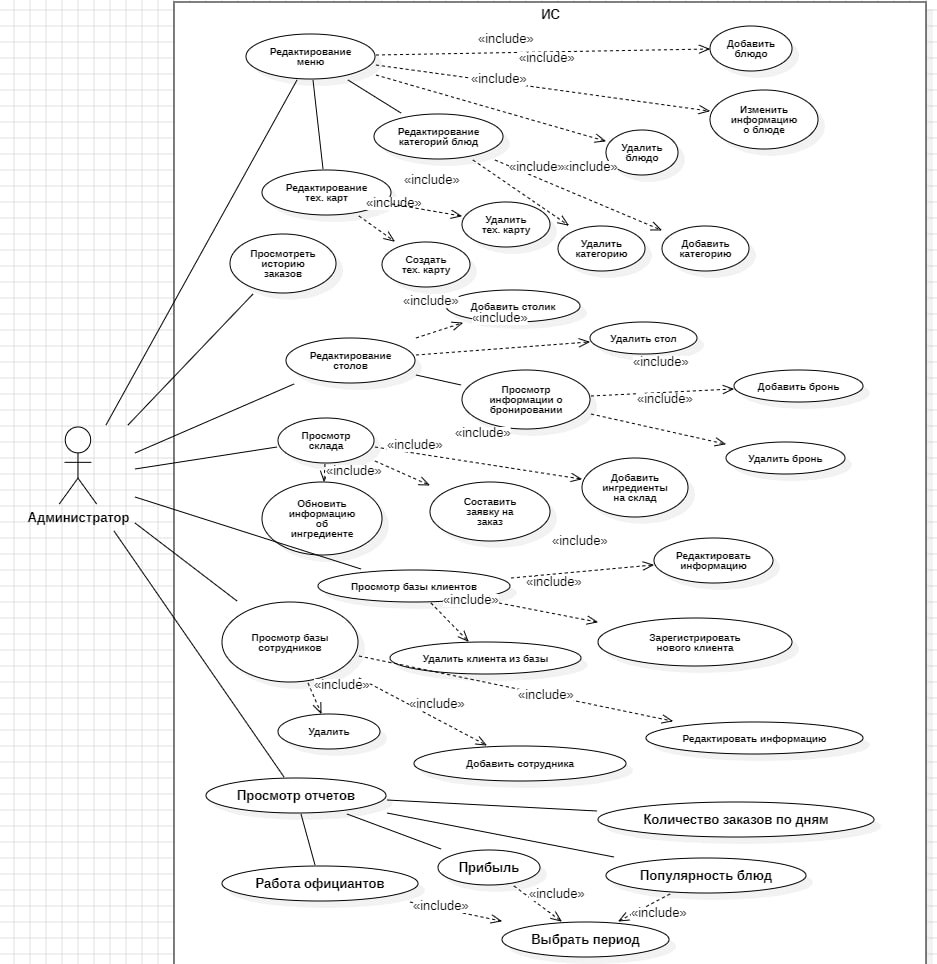 ИС
Редактирование
меню
«include»
«include»
Добавить
блюдо
«include»
Изменить
информацию
о блюде
Редактирование
категорий блюд
Удалить
блюдо
«include»
«include»
«include»
Редактирование
тех. карт
«include»
Удалить
тех. карту
Удалить
категорию
Добавить
категорию
Просмотреть
историю
заказов
Создать
тех. карту
«include»
Добавить столик
«include»
Удалить стол
Редактирование
столов
«include»
Просмотр
информации о
бронировании
Добавить бронь
«include»
«include»
Просмотр
склада
«include»
Удалить бронь
«include»
Добавить
ингредиенты
на склад
Обновить
информацию
об
ингредиенте
Составить
заявку на
заказ
Администратор
«include»
Редактировать
информацию
Просмотр базы клиентов
«include»
«include»
Просмотр базы
сотрудников
Зарегистрировать
нового клиента
Удалить клиента из базы
«include»
«include»
«include»
Удалить
Редактировать информацию
Добавить сотрудника
Просмотр отчетов
Количество заказов по дням
Прибыль
Популярность блюд
Работа официантов
«include»
«include»
«include»
Выбрать период